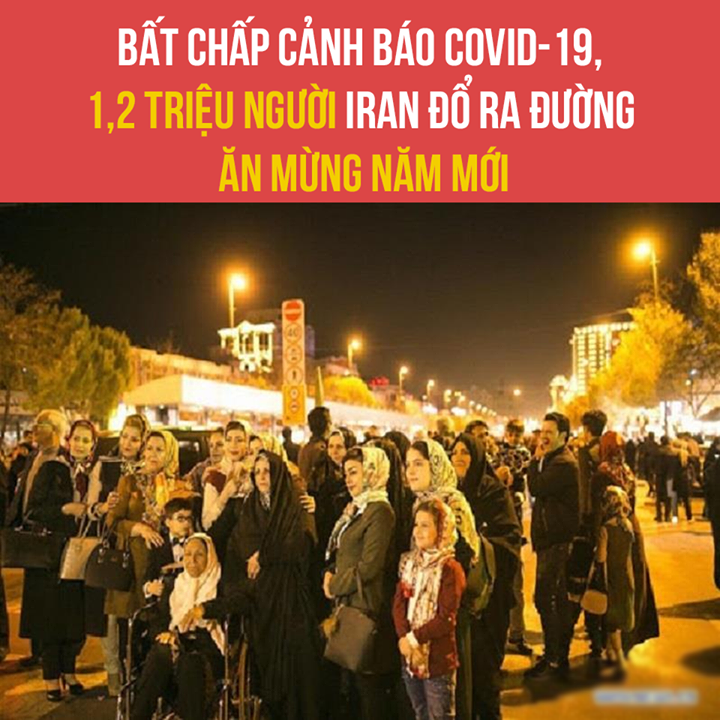 BẤT CHẤP CẢNH BÁO COVID-19,
1,2 TRIỆU NGƯỜI IRAN ĐỔ RA ĐƯỜNG
ĂN MỪNG NĂM MỚI